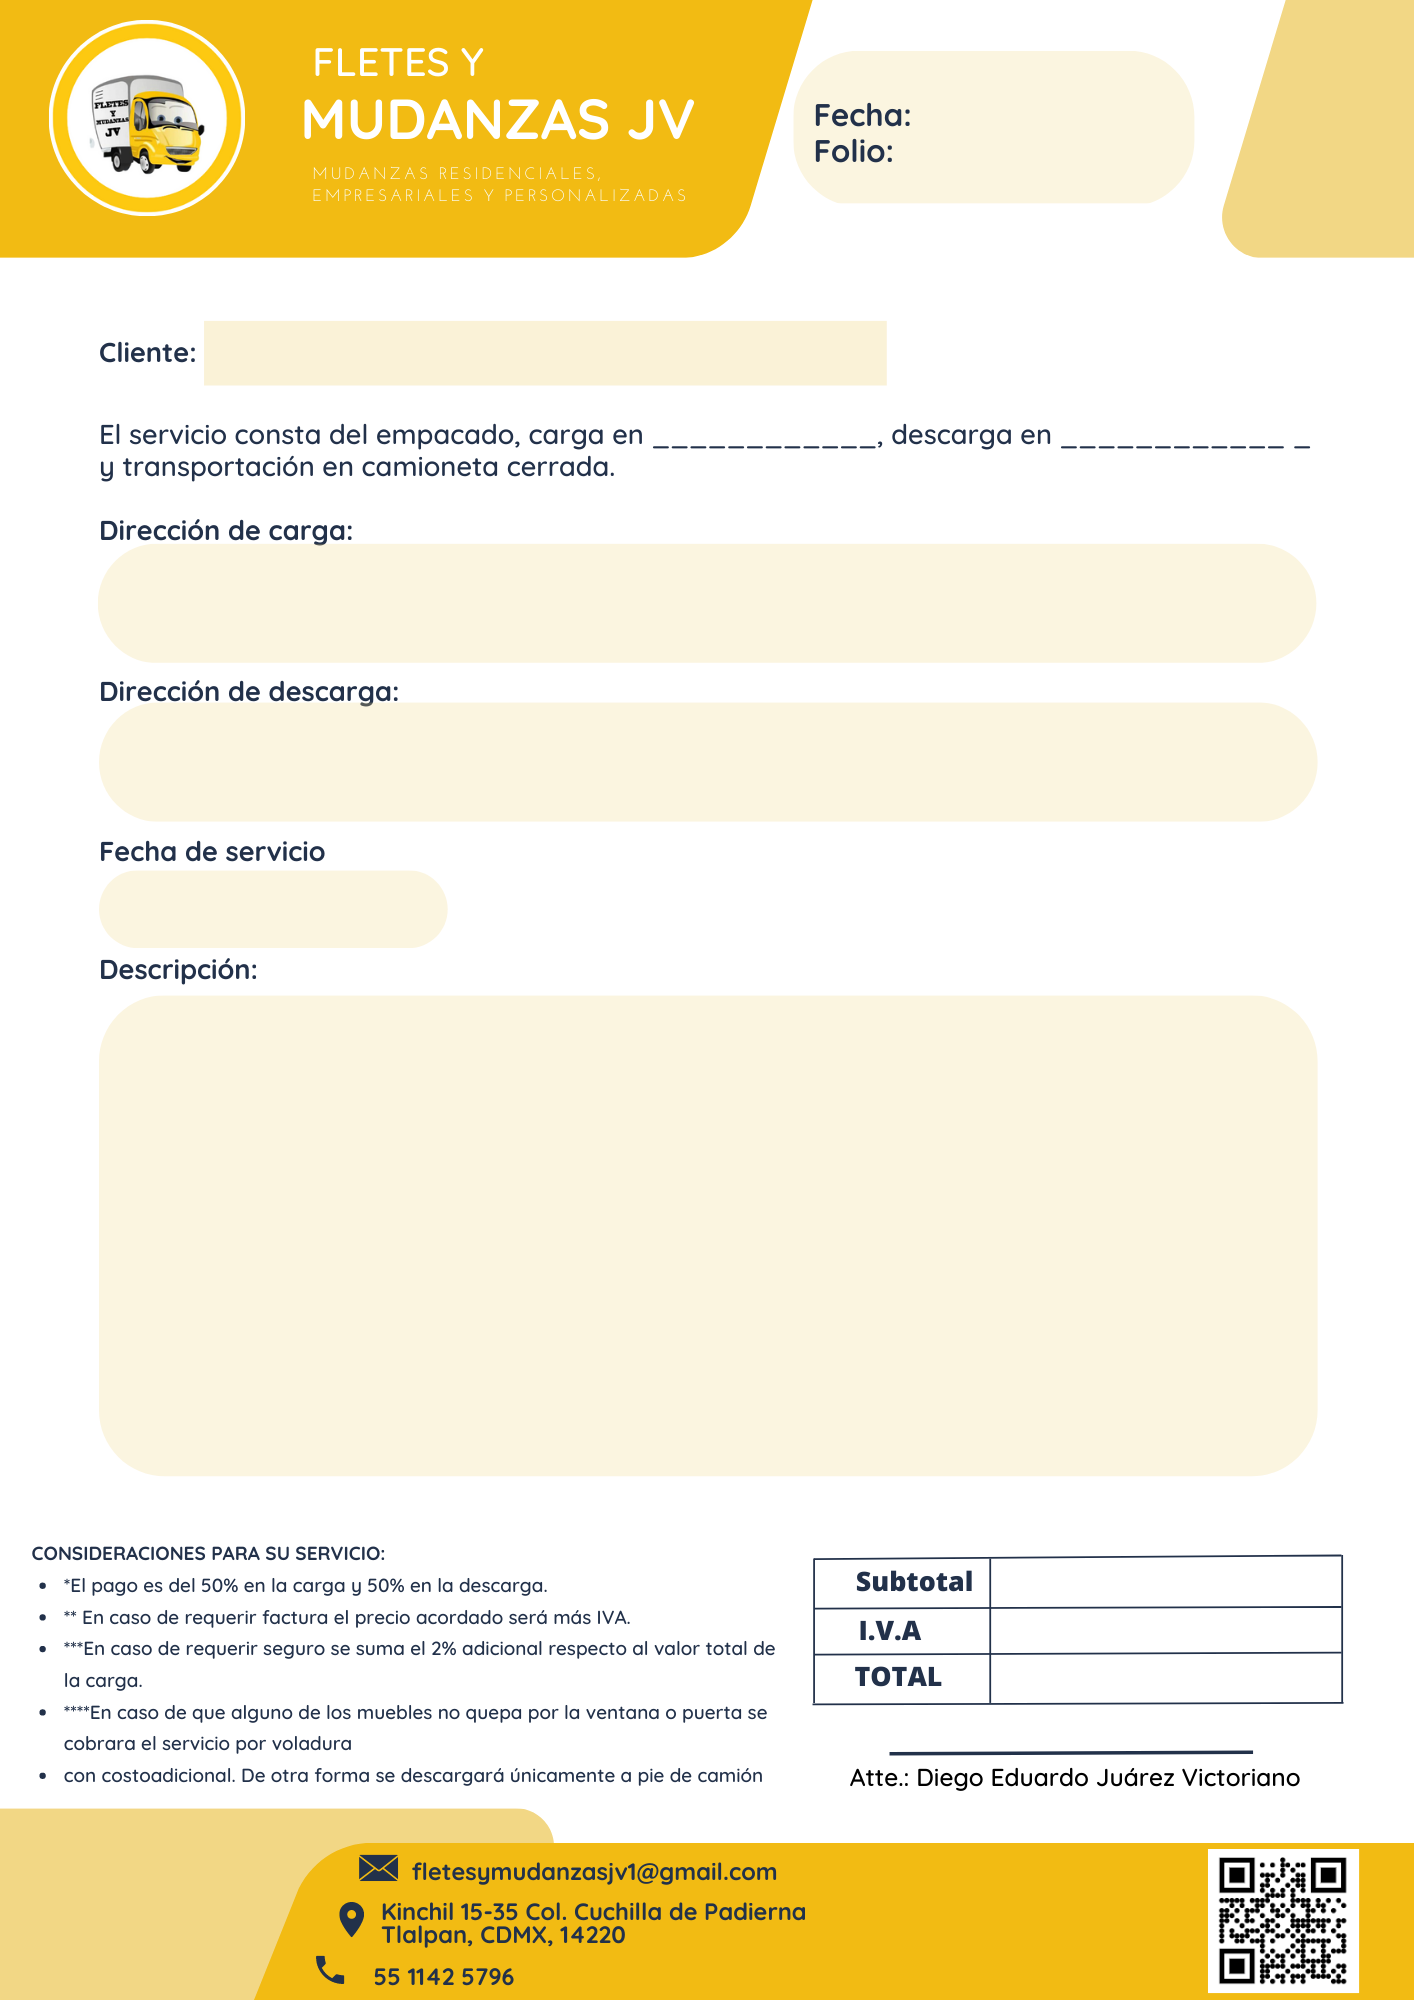 FLETES
Y
MUDANZAS
JV
FLETES Y
MUDANZAS JV
MUDANZAS RESIDENCIALES,
EMPRESARIALES Y PERSONALIZADAS
Fecha:
Folio:
Cliente:
El servicio consta del empacado, carga en ____________, descarga en ____________ _
y transportación en camioneta cerrada.
Dirección de carga:
Dirección de descarga:
Fecha de servicio
Descripción:
CONSIDERACIONES PARA SU SERVICIO:
• *El pago es del 50% en la carga y 50% en la descarga.
• ** En caso de requerir factura el precio acordado será más IVA.
• ***En caso de requerir seguro se suma el 2% adicional respecto al valor total de
la carga.
• ****En caso de que alguno de los muebles no quepa por la ventana o puerta se
cobrara el servicio por voladura
• con costoadicional. De otra forma se descargará únicamente a pie de camión
Subtotal
I.V.A
TOTAL
Atte.: Diego Eduardo Juárez Victoriano
fletesymudanzasjv1@gmail.com
Kinchil 15-35 Col. Cuchilla de Padierna
Tlalpan, CDMX, 14220
55 1142 5796